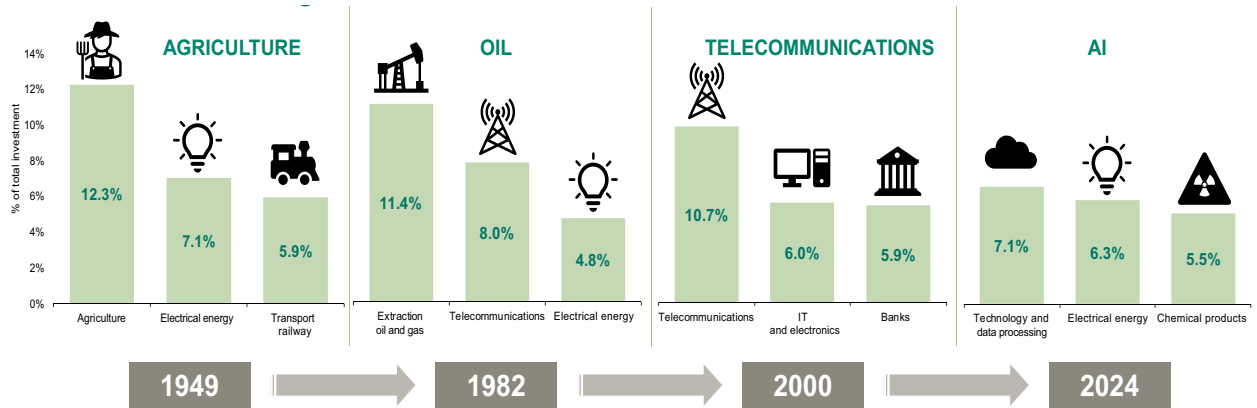 AGRICULTURE
OIL
TELECOMMUNICATIONS
AI
% of total investment
14%
12%
10%
8%
6%
4%
2%
0%
12.3%
7.1%
5.9%
11.4%
8.0%
4.8%
10.7%
6.0%
5.9%
7.1%
6.3%
5.5%
Agriculture
Electrical energy
Transport
railway
Extraction
oil and gas
Telecommunications
Electrical energy
Telecommunications
IT
and electronics
Banks
Technology and
data processing
Electrical energy
Chemical products
1949
1982
2000
2024